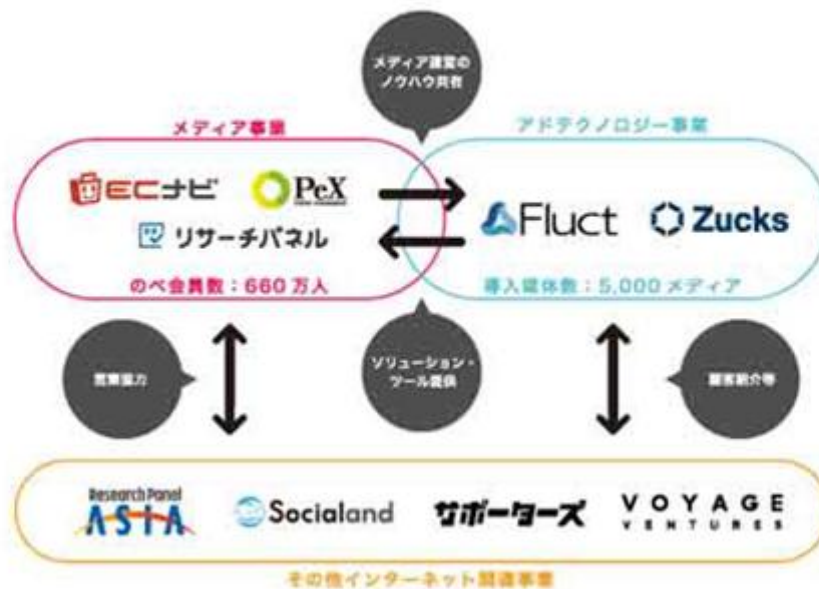 メディア運営の
ノウハウ共有
メディア事業
アドテクノロジー事業
ECナビ
PeX
リサーチパネル
Fluct
Zucks
のべ会員数：660万人
導入媒体数：5,000メディア
営業協力
ソリューション・
ツール提供
顧客紹介等
Research Panel
ASIA
Socialand
サポーターズ
VOYAGE
VENTURES
その他インターネット関連事業